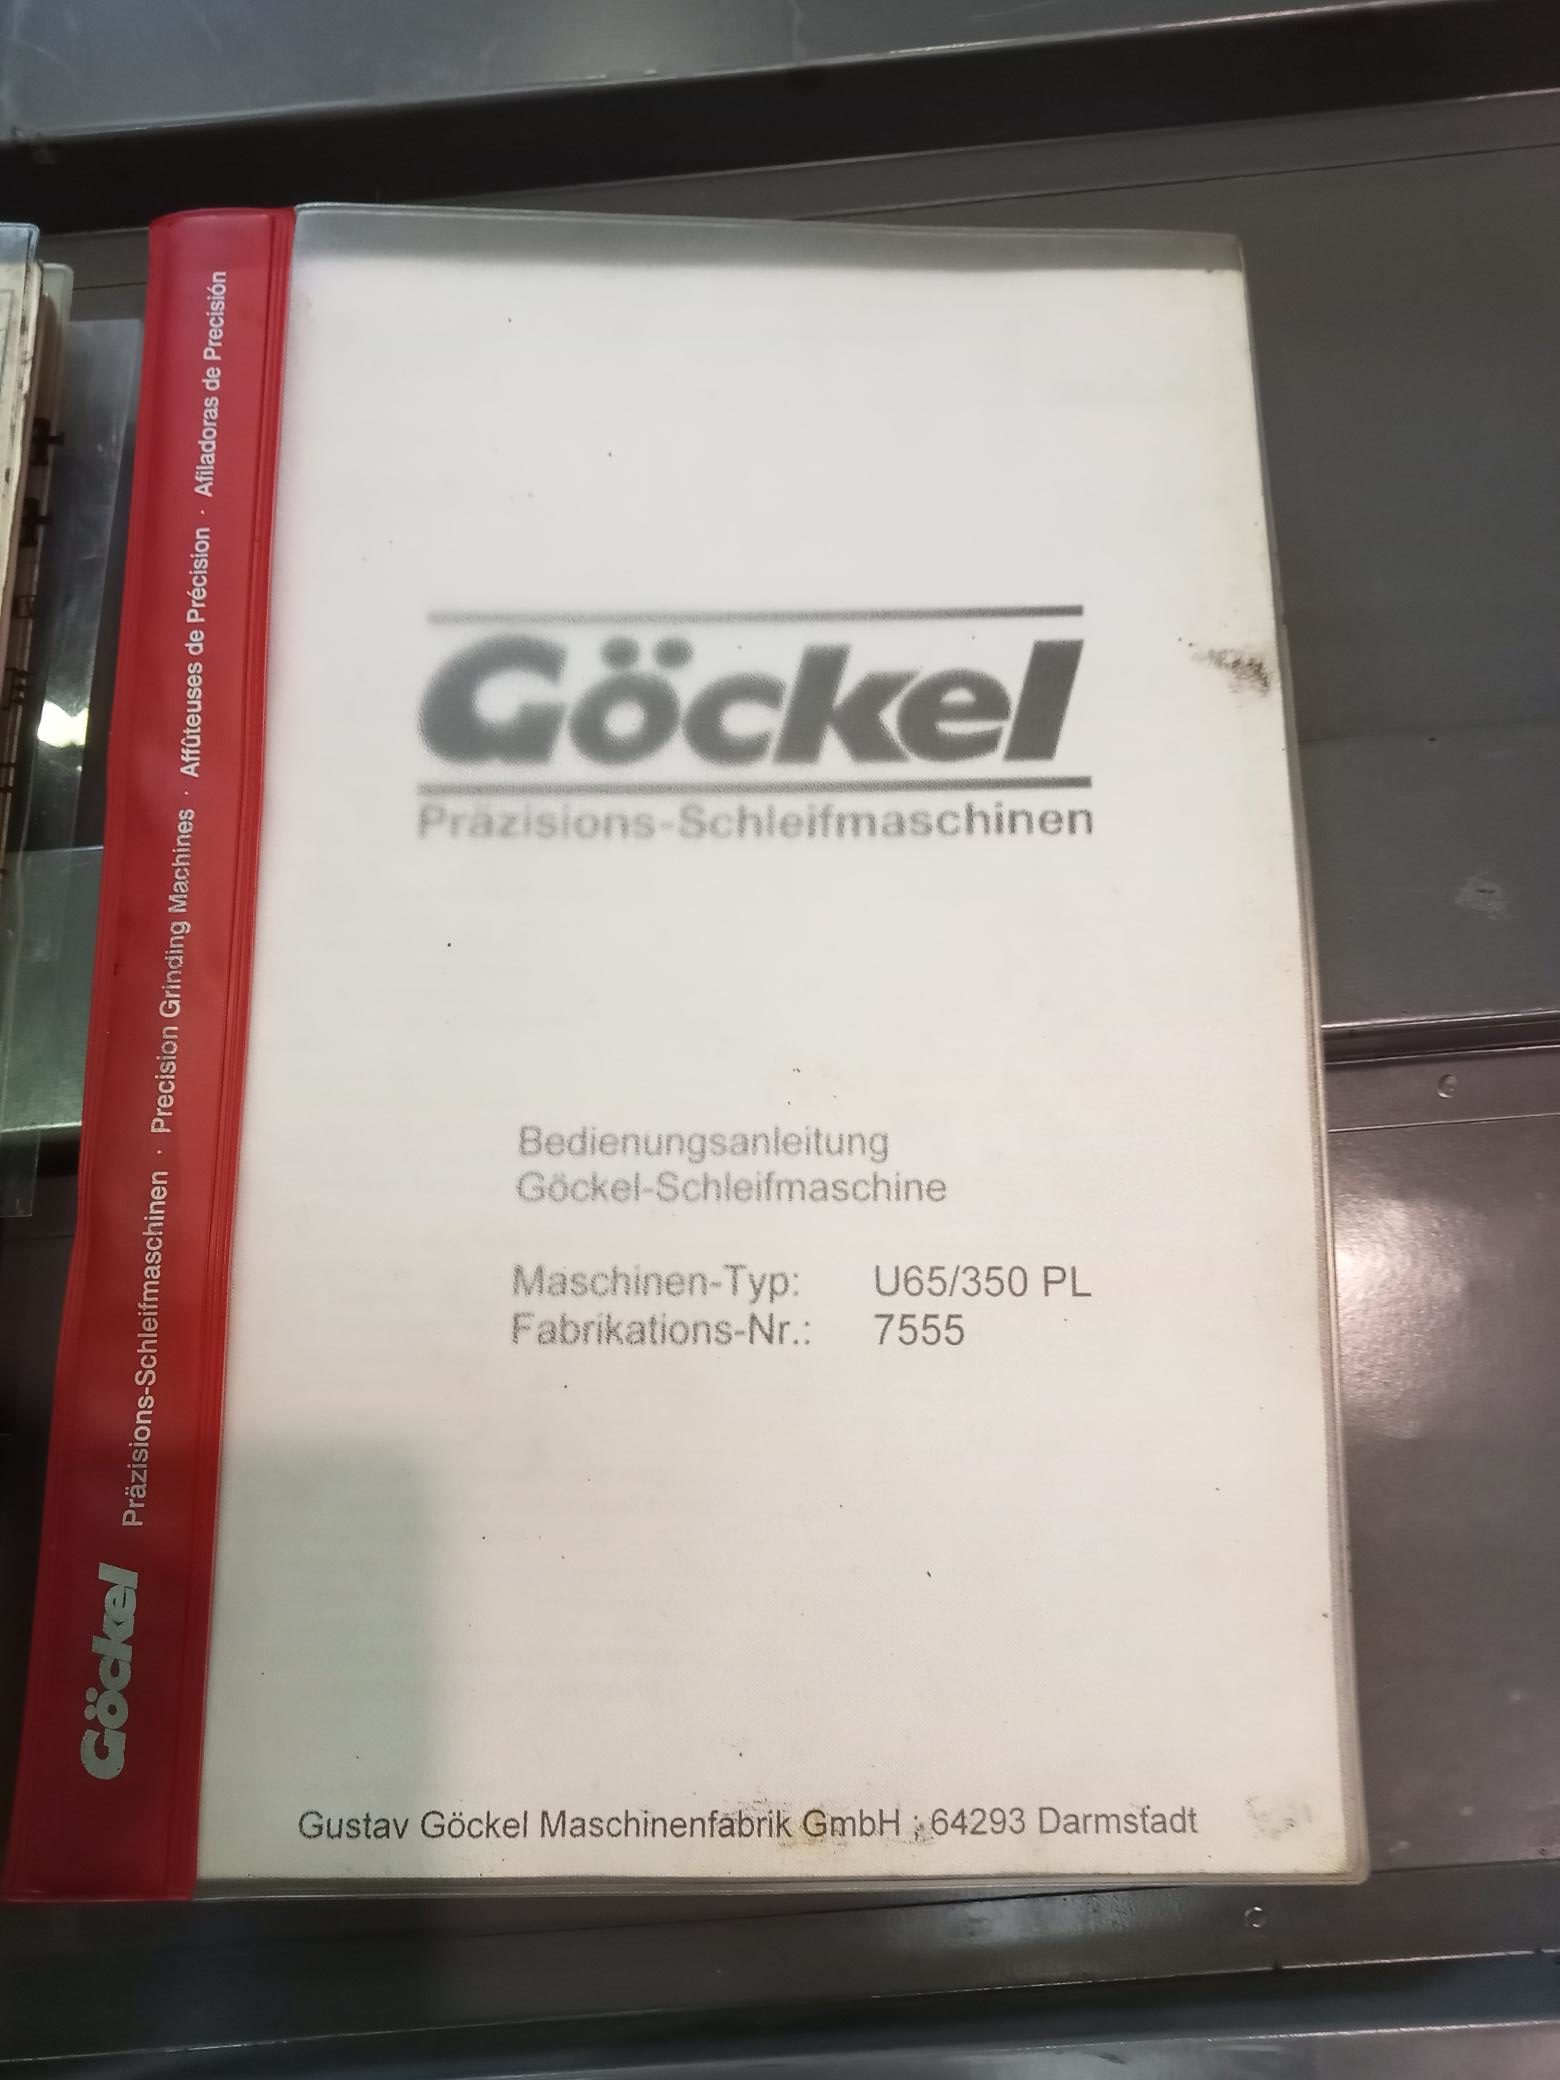 Göckel
Präzisions-Schleifmaschinen
Bedienungsanleitung
Göckel-Schleifmaschine
Maschinen-Typ: U65/350 PL
Fabrikations-Nr.: 7555
Gustav Göckel Maschinenfabrik GmbH ; 64293 Darmstadt
Göckel Präzisions-Schleifmaschinen · Precision Grinding Machines · Affûteuses de Précision · Afiladoras de Precisión